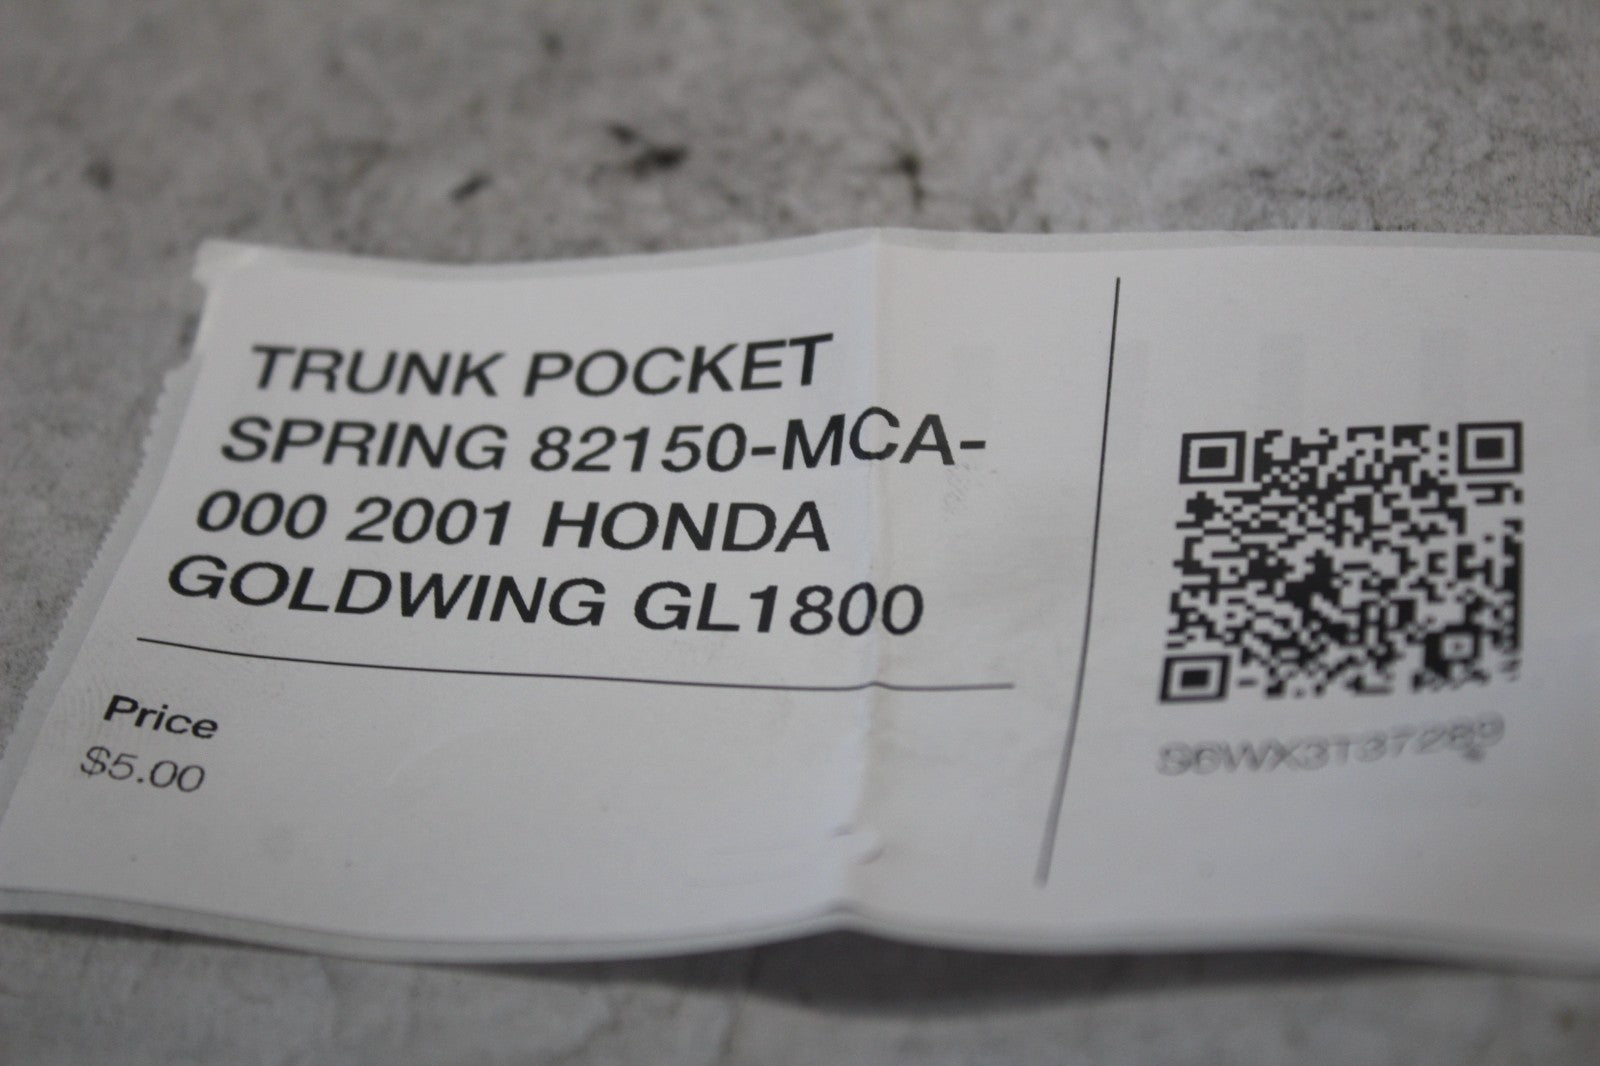 TRUNK POCKET
SPRING 82150-MCA-
000 2001 HONDA
GOLDWING GL1800
Price
$5.00